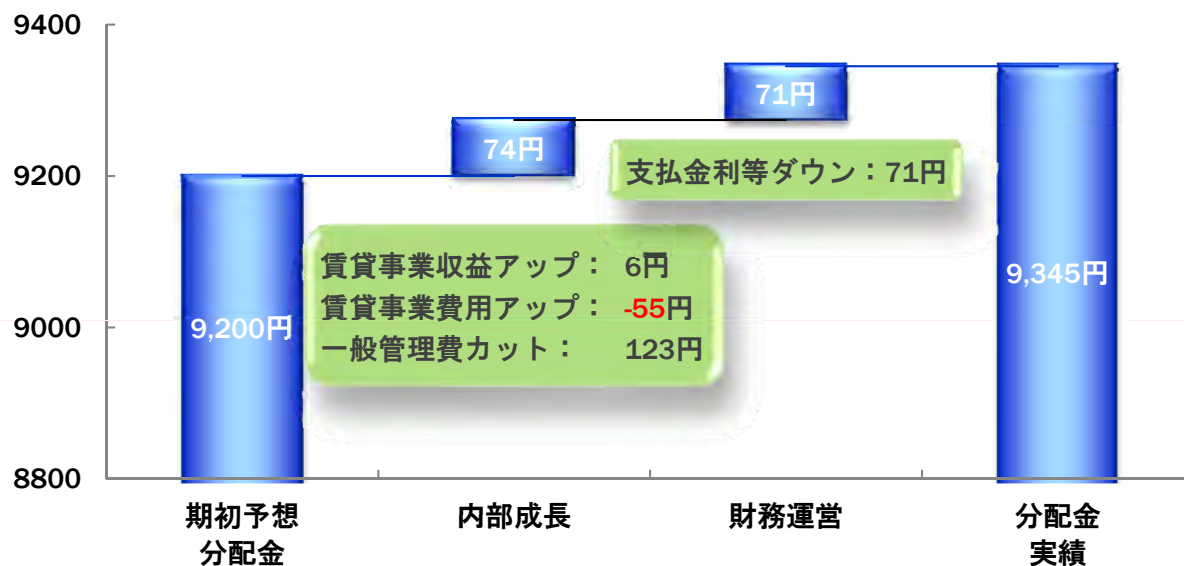 9400
9200
9000
8800
9,200円
74円
71円
9,345円
支払金利等ダウン：71円
賃貸事業収益アップ： 6円
賃貸事業費用アップ： -55円
一般管理費カット： 123円
期初予想
分配金
内部成長
財務運営
分配金
実績